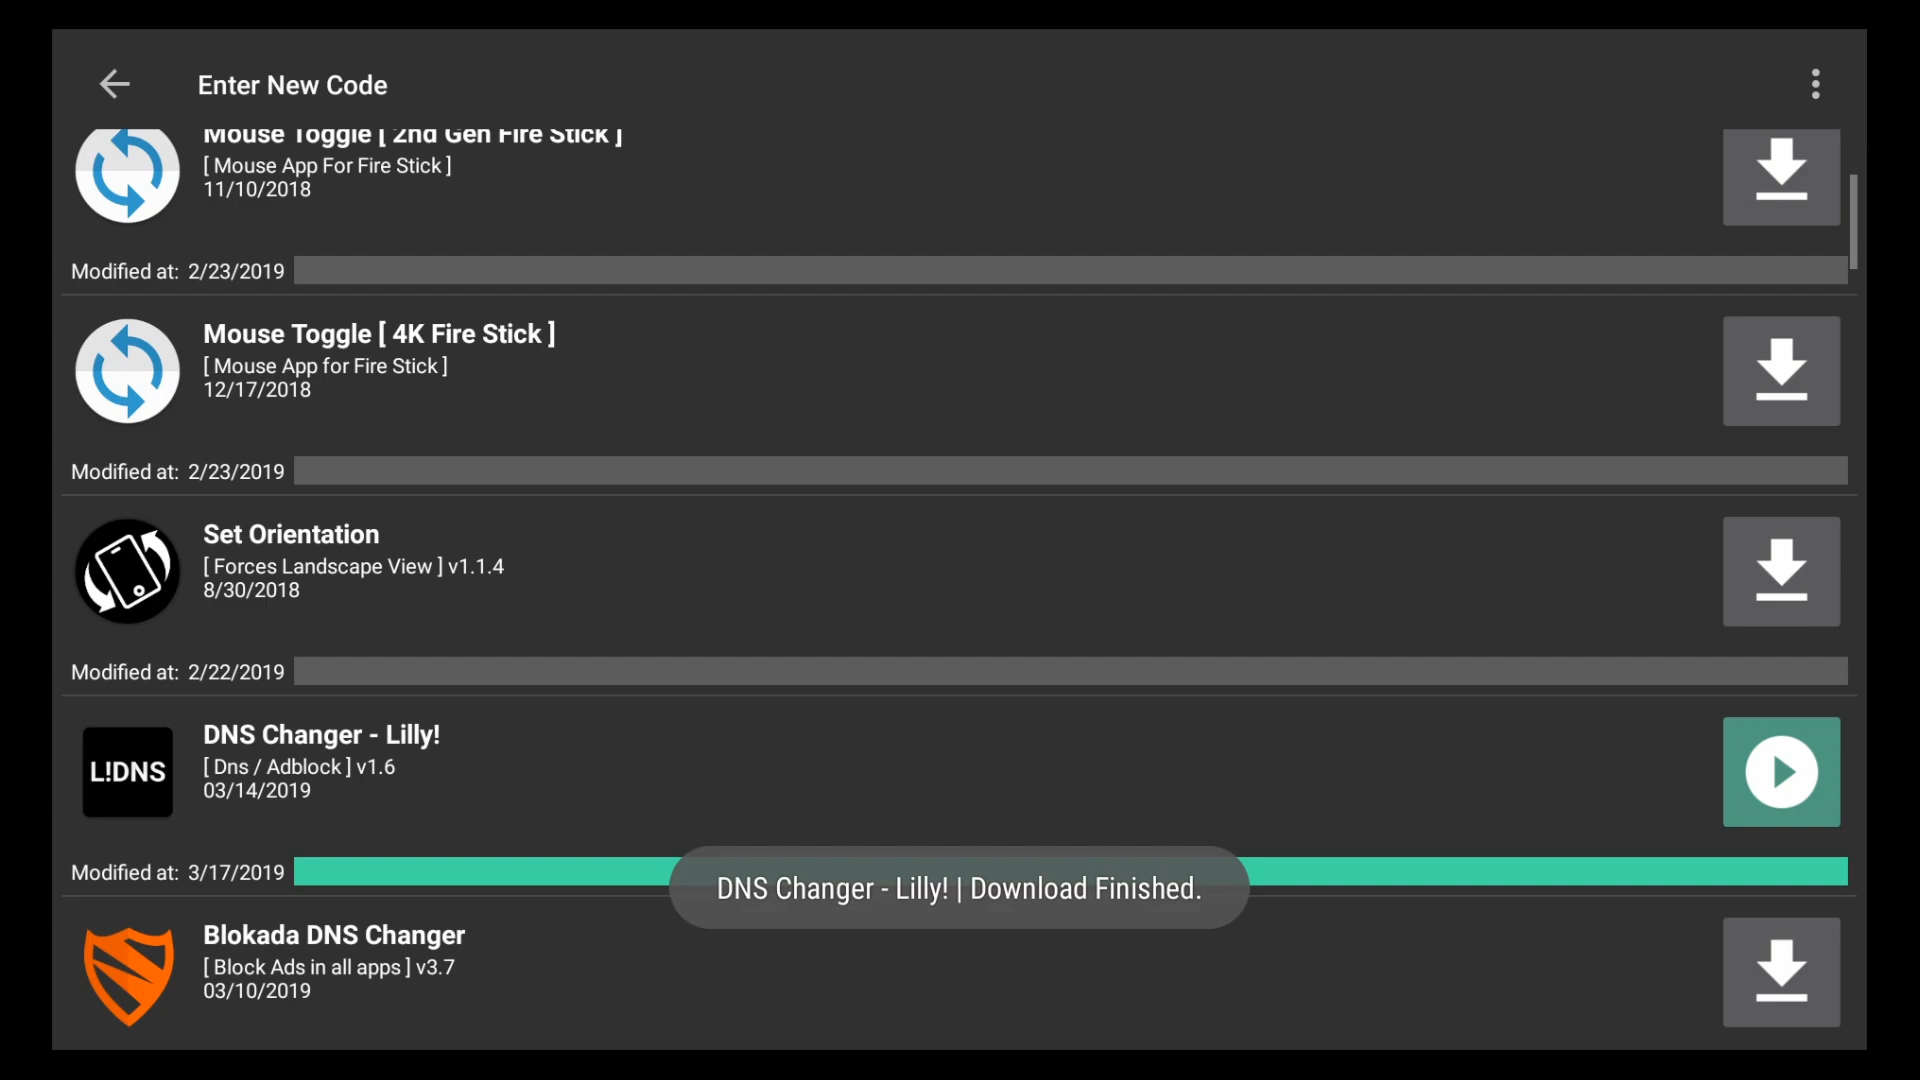 Enter New Code
Mouse Toggle [ 2nd Gen Fire Stick ]
[ Mouse App For Fire Stick ]
11/10/2018
Modified at: 2/23/2019
Mouse Toggle [ 4K Fire Stick ]
[ Mouse App for Fire Stick ]
12/17/2018
Modified at: 2/23/2019
Set Orientation
[ Forces Landscape View ] v1.1.4
8/30/2018
Modified at: 2/22/2019
L!DNS
DNS Changer - Lilly!
[ Dns / Adblock ] v1.6
03/14/2019
Modified at: 3/17/2019
DNS Changer - Lilly! | Download Finished.
Blokada DNS Changer
[ Block Ads in all apps ] v3.7
03/10/2019